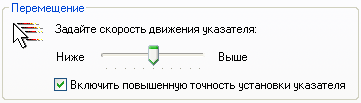 Перемещение
Задайте скорость движения указателя:
Ниже Выше
Включить повышенную точность установки указателя